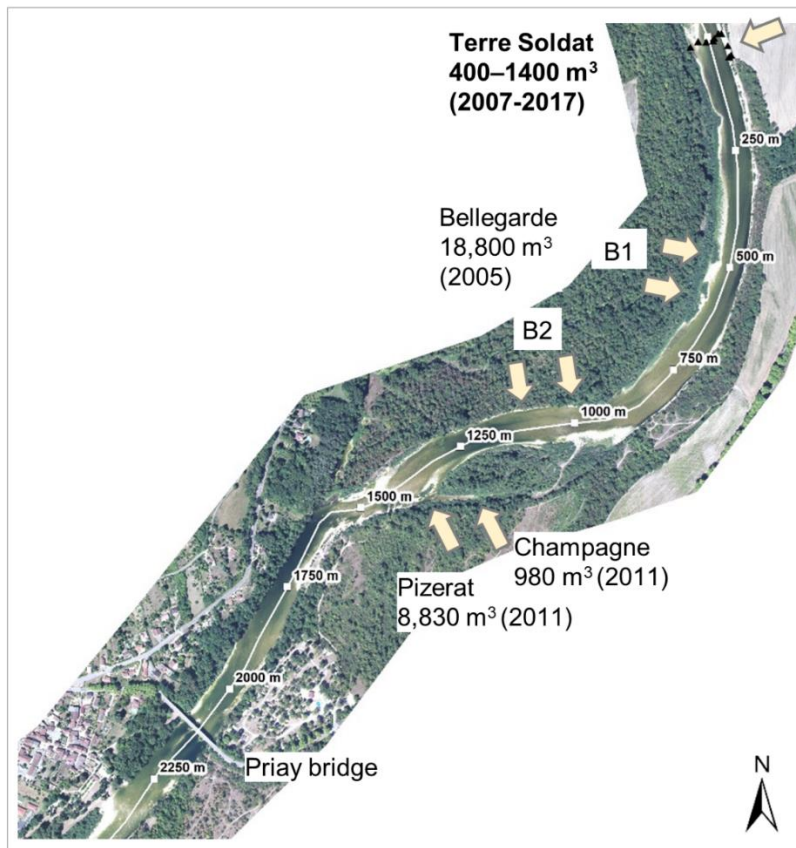 Terre Soldat
400–1400 m³
(2007-2017)
250 m
Bellegarde
18,800 m³
(2005)
B1
500 m
B2
750 m
1000 m
1250 m
1500 m
Champagne
980 m³ (2011)
Pizerat
8,830 m³ (2011)
1750 m
2000 m
Priay bridge
2250 m
N